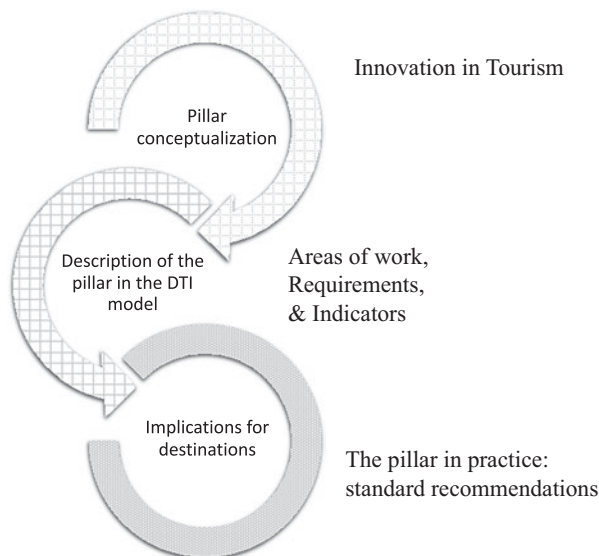 Innovation in Tourism
Pillar
conceptualization
Description of the
pillar in the DTI
model
Areas of work,
Requirements,
& Indicators
Implications for
destinations
The pillar in practice:
standard recommendations